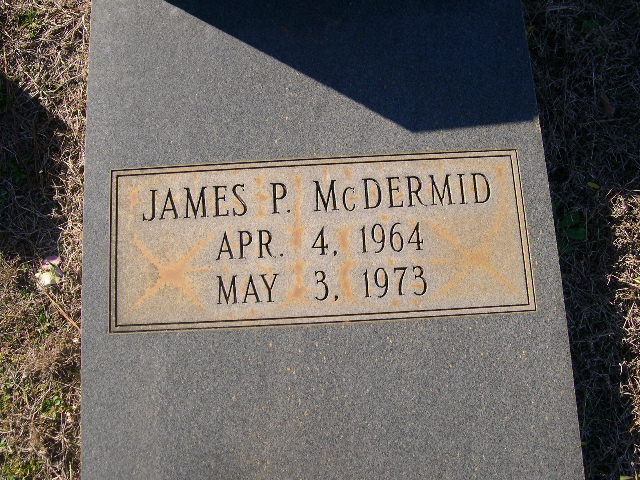 JAMES P. McDERMID
APR. 4, 1964
MAY 3, 1973